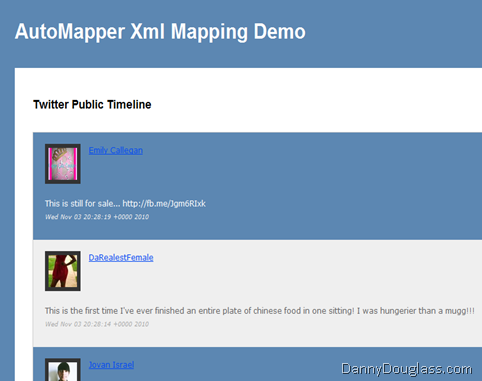 AutoMapper Xml Mapping Demo
Twitter Public Timeline
Emily Callegan
This is still for sale... http://fb.me/Jgm6RIxk
Wed Nov 03 20:28:19 +0000 2010
DaRealestFemale
This is the first time I've ever finished an entire plate of chinese food in one sitting! I was hungerier than a mugg!!!
Wed Nov 03 20:28:14 +0000 2010
Jovan Israel
DannyDouglass.com